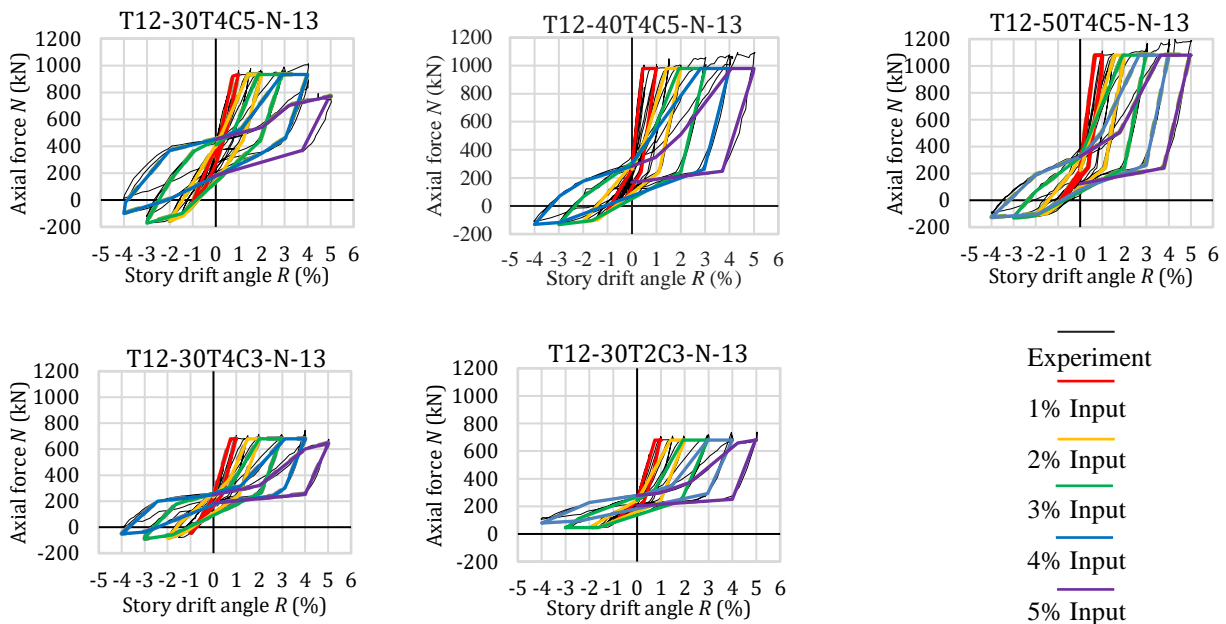 T12-30T4C5-N-13
Axial force N (kN)
1200
1000
800
600
400
200
0
-200
-5 -4 -3 -2 -1 0 1 2 3 4 5 6
Story drift angle R (%)
T12-40T4C5-N-13
Axial force N (kN)
1200
1000
800
600
400
200
0
-200
-5 -4 -3 -2 -1 0 1 2 3 4 5 6
Story drift angle R (%)
T12-50T4C5-N-13
Axial force N (kN)
1200
1000
800
600
400
200
0
-200
-5 -4 -3 -2 -1 0 1 2 3 4 5 6
Story drift angle R (%)
T12-30T4C3-N-13
Axial force N (kN)
1200
1000
800
600
400
200
0
-200
-5 -4 -3 -2 -1 0 1 2 3 4 5 6
Story drift angle R (%)
T12-30T2C3-N-13
Axial force N (kN)
1200
1000
800
600
400
200
0
-200
-5 -4 -3 -2 -1 0 1 2 3 4 5 6
Story drift angle R (%)
Experiment
1% Input
2% Input
3% Input
4% Input
5% Input